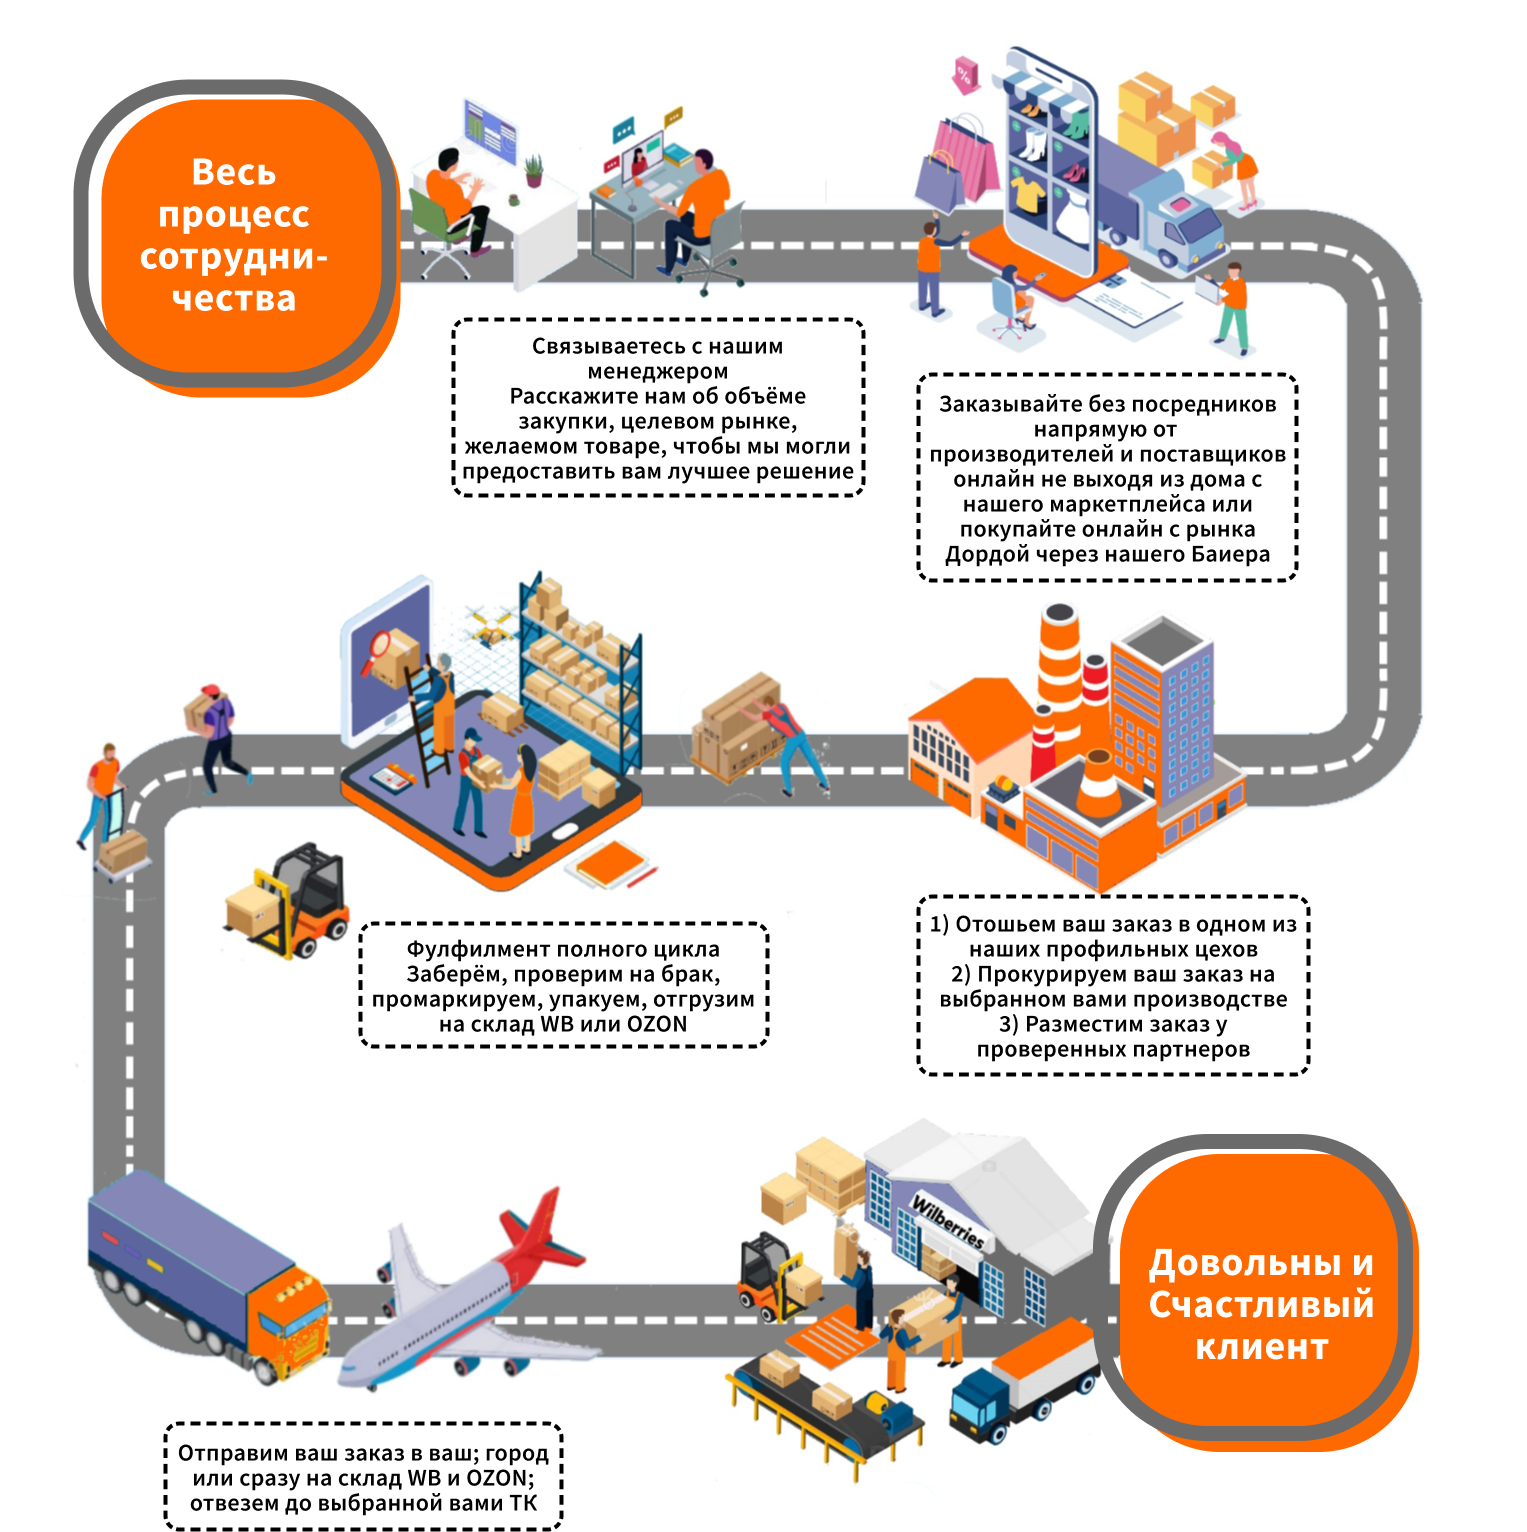 Весь
процесс
сотрудни-
чества
%
Связываетесь с нашим
менеджером
Расскажите нам об объёме
закупки, целевом рынке,
желаемом товаре, чтобы мы могли
предоставить вам лучшее решение
Заказывайте без посредников
напрямую от
производителей и поставщиков
онлайн не выходя из дома с
нашего маркетплейса или
покупайте онлайн с рынка
Дордой через нашего Баиера
1) Отошьем ваш заказ в одном из
наших профильных цехов
2) Прокурируем ваш заказ на
выбранном вами производстве
3) Разместим заказ у
проверенных партнеров
Фулфилмент полного цикла
Заберём, проверим на брак,
промаркируем, упакуем, отгрузим
на склад WB или OZON
Отправим ваш заказ в ваш; город
или сразу на склад WB и OZON;
отвезем до выбранной вами ТК
Wilberries
Довольны и
Счастливый
клиент